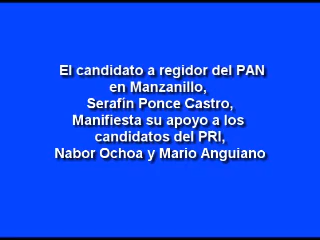 El candidato a regidor del PAN
en Manzanillo,
Serafín Ponce Castro,
Manifiesta su apoyo a los
candidatos del PRI,
Nabor Ochoa y Mario Anguiano